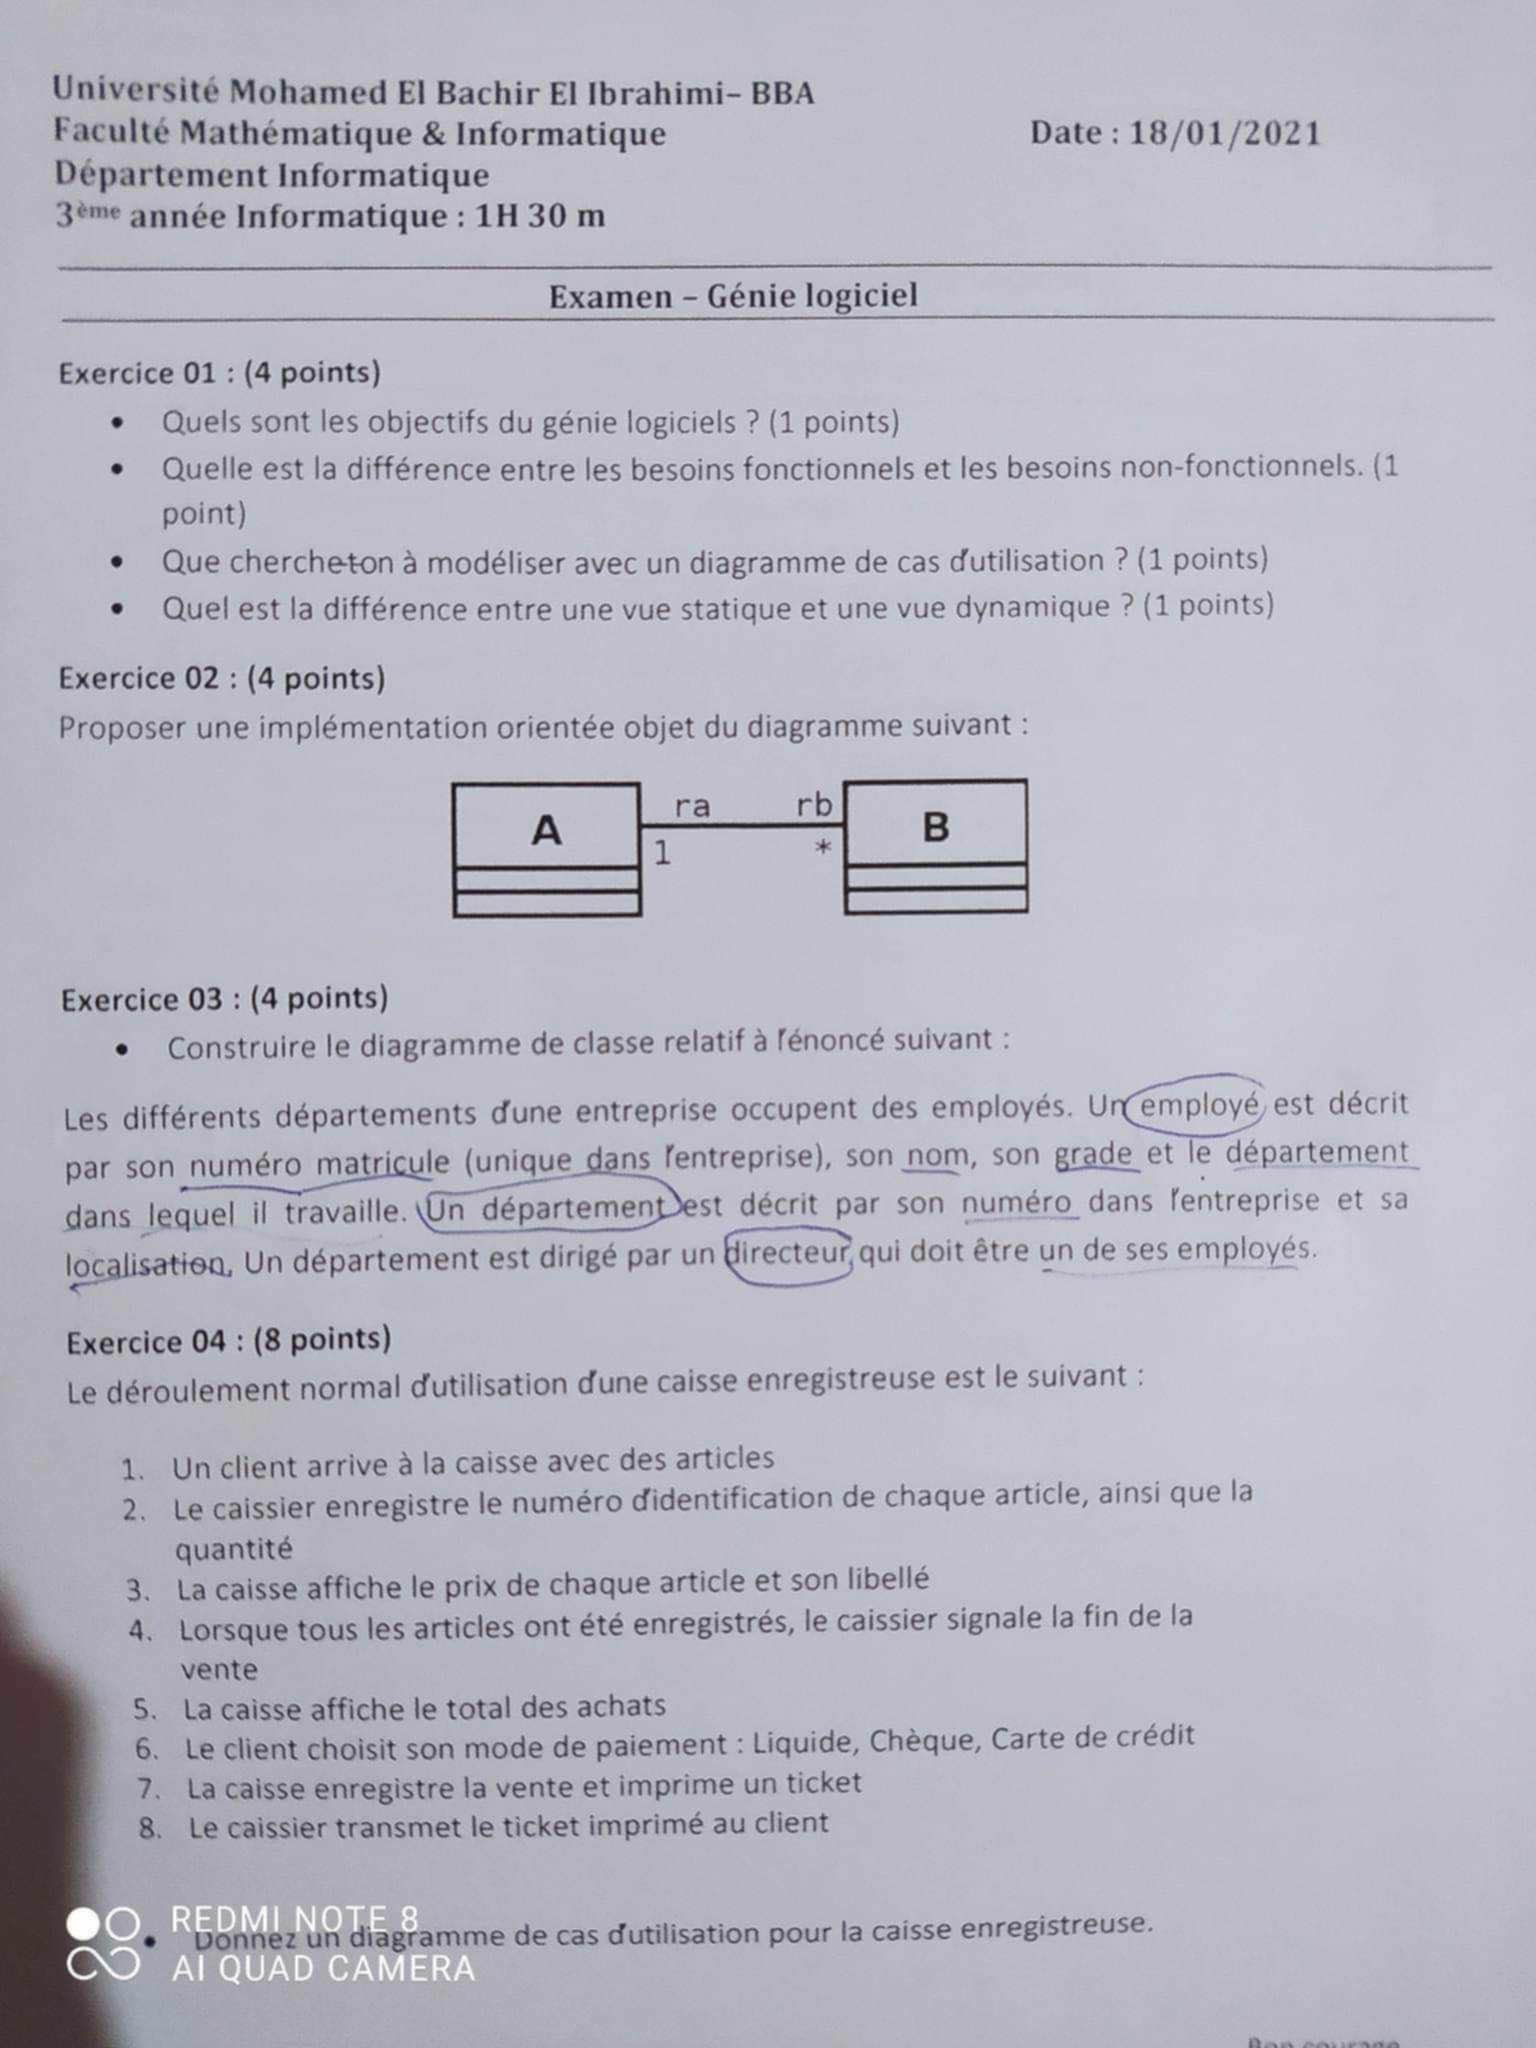 Université Mohamed El Bachir El Ibrahimi– BBA
Faculté Mathématique & Informatique
Date : 18/01/2021
Département Informatique
3ème année Informatique : 1H 30 m
Examen – Génie logiciel
Exercice 01 : (4 points)
• Quels sont les objectifs du génie logiciels ? (1 points)
• Quelle est la différence entre les besoins fonctionnels et les besoins non-fonctionnels. (1
point)
• Que cherche-t-on à modéliser avec un diagramme de cas d'utilisation ? (1 points)
• Quel est la différence entre une vue statique et une vue dynamique ? (1 points)
Exercice 02 : (4 points)
Proposer une implémentation orientée objet du diagramme suivant :
A ra rb B
1 *
Exercice 03 : (4 points)
• Construire le diagramme de classe relatif à l'énoncé suivant :
Les différents départements d'une entreprise occupent des employés. Un employé est décrit
par son numéro matricule (unique dans l'entreprise), son nom, son grade et le département
dans lequel il travaille. Un département est décrit par son numéro dans l'entreprise et sa
localisation. Un département est dirigé par un directeur, qui doit être un de ses employés.
Exercice 04 : (8 points)
Le déroulement normal d'utilisation d'une caisse enregistreuse est le suivant :
1. Un client arrive à la caisse avec des articles
2. Le caissier enregistre le numéro d'identification de chaque article, ainsi que la
quantité
3. La caisse affiche le prix de chaque article et son libellé
4. Lorsque tous les articles ont été enregistrés, le caissier signale la fin de la
vente
5. La caisse affiche le total des achats
6. Le client choisit son mode de paiement : Liquide, Chèque, Carte de crédit
7. La caisse enregistre la vente et imprime un ticket
8. Le caissier transmet le ticket imprimé au client
REDMI NOTE 8
• Donnez un diagramme de cas d'utilisation pour la caisse enregistreuse.
AI QUAD CAMERA
Bon courage